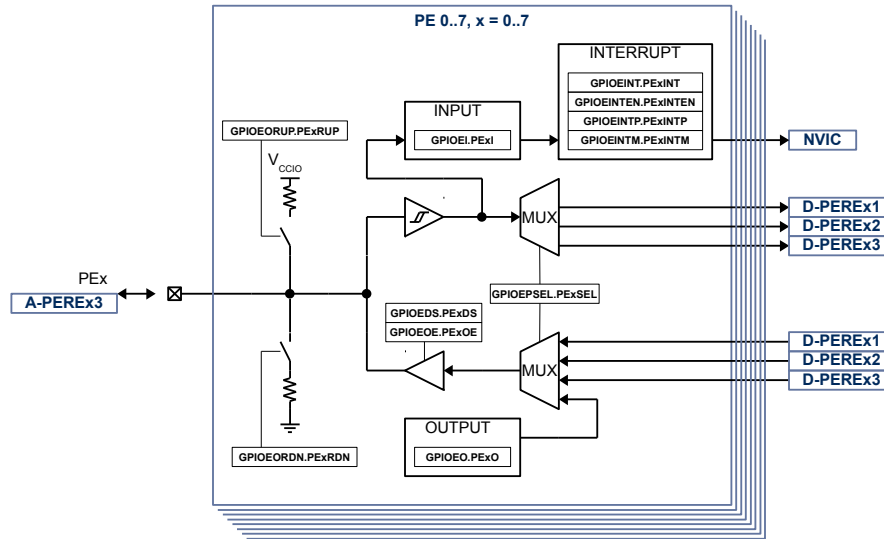 PE 0..7, x = 0..7
INTERRUPT
GPIOEINT.PExINT
GPIOEINTEN.PExINTEN
GPIOEINTP.PExINTP
GPIOEINTM.PExINTM
INPUT
GPIOEI.PExI
NVIC
GPIOEORUP.PExRUP
VCCIO
MUX
D-PEREx1
D-PEREx2
D-PEREx3
PEx
A-PEREx3
GPIOEPSEL.PExSEL
GPIOEDS.PExDS
GPIOEOE.PExOE
MUX
D-PEREx1
D-PEREx2
D-PEREx3
OUTPUT
GPIOEO.PExO
GPIOEORDN.PExRDN